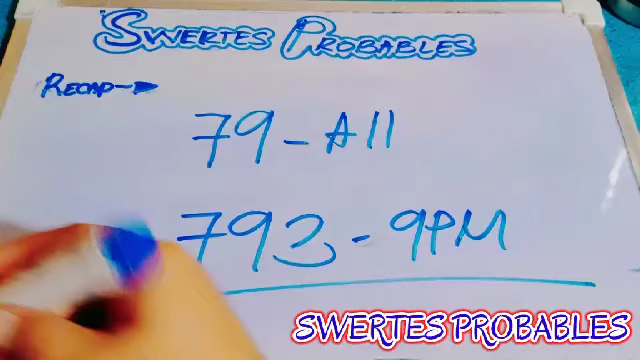 SWERTES PROBABLES
RECAP→
79-All
793-9PM
SWERTES PROBABLES